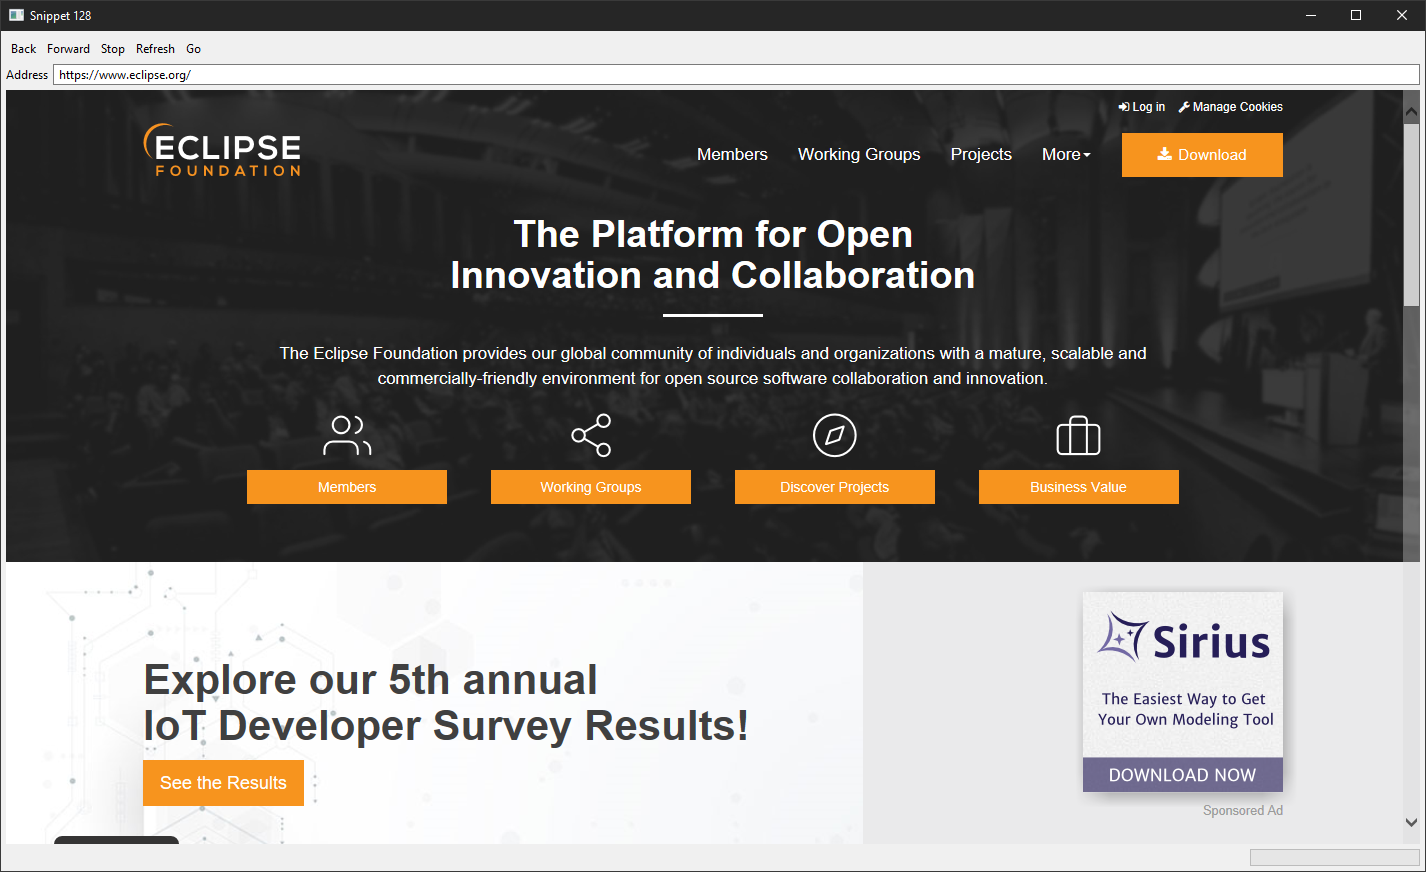 Snippet 128
Back Forward Stop Refresh Go
Address https://www.eclipse.org/
Log in Manage Cookies
ECLIPSE
FOUNDATION
Members Working Groups Projects More Download
The Platform for Open
Innovation and Collaboration
The Eclipse Foundation provides our global community of individuals and organizations with a mature, scalable and
commercially-friendly environment for open source software collaboration and innovation.
Members Working Groups Discover Projects Business Value
Explore our 5th annual
IoT Developer Survey Results!
See the Results
Sirius
The Easiest Way to Get
Your Own Modeling Tool
DOWNLOAD NOW
Sponsored Ad